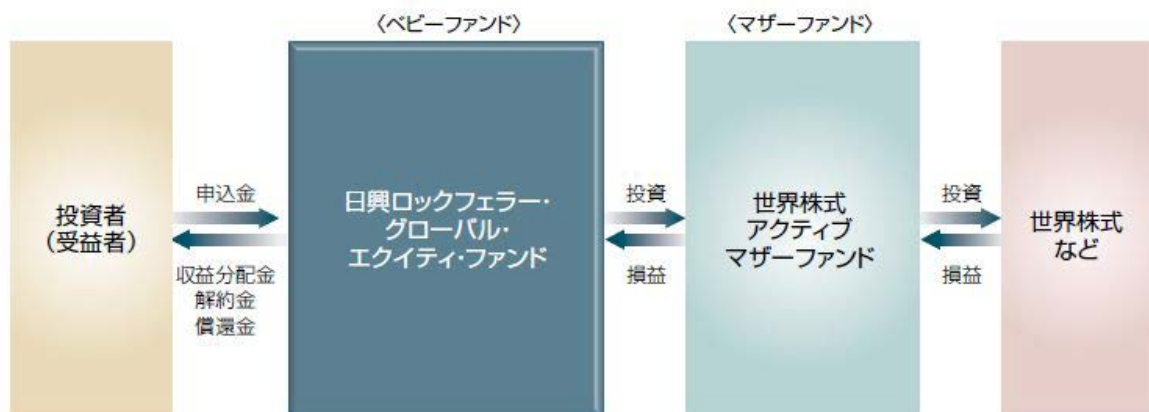 〈ベビーファンド〉
〈マザーファンド〉
投資者
（受益者）
申込金
収益分配金
解約金
償還金
日興ロックフェラー・
グローバル・
エクイティ・ファンド
投資
損益
世界株式
アクティブ
マザーファンド
投資
損益
世界株式
など